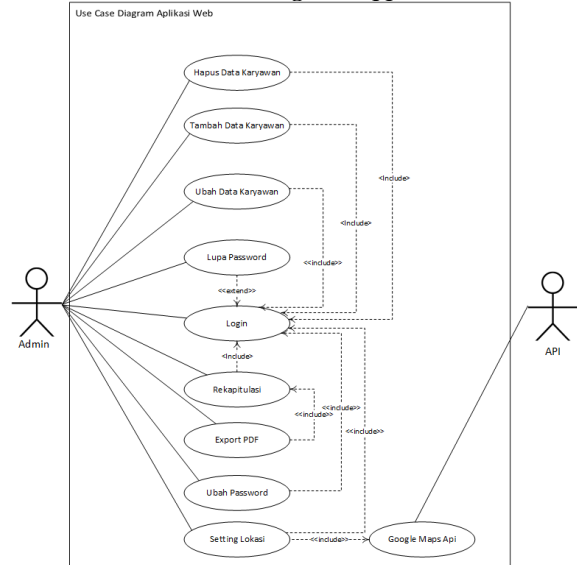 Use Case Diagram Aplikasi Web
Hapus Data Karyawan
Tambah Data Karyawan
<Include>
Ubah Data Karyawan
<Include>
Lupa Password
<<include>>
<<extend>>
Login
Admin
API
<Include>
Rekapitulasi
<<include>>
<<include>>
<<include>>
Export PDF
Ubah Password
Setting Lokasi
<<include>>
Google Maps Api